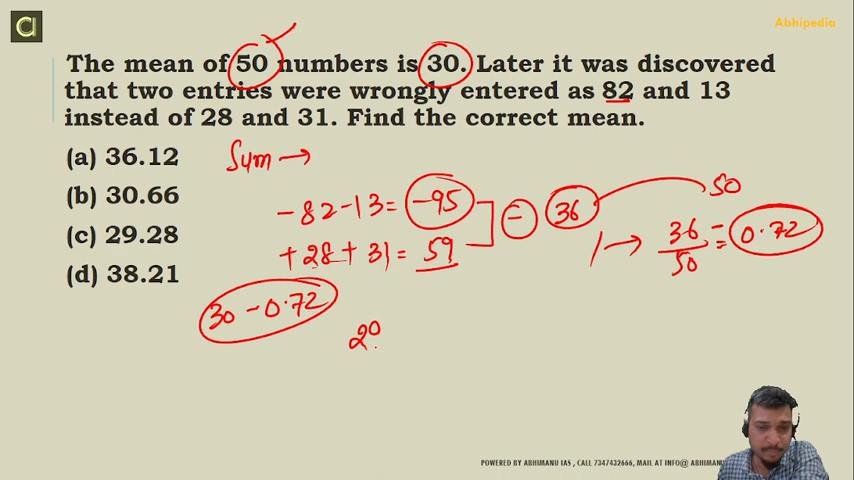 a
Abhipedia
The mean of 50 numbers is 30. Later it was discovered
that two entries were wrongly entered as 82 and 13
instead of 28 and 31. Find the correct mean.
(a) 36.12
(b) 30.66
(c) 29.28
(d) 38.21
Sum →
-82-13 = -95
+28+31 = 59
- 36
50
1 → 36/50 = 0.72
30-0.72
29
POWERED BY ABHIMANU IAS , CALL 7347432666, MAIL AT INFO@ ABHIMANU